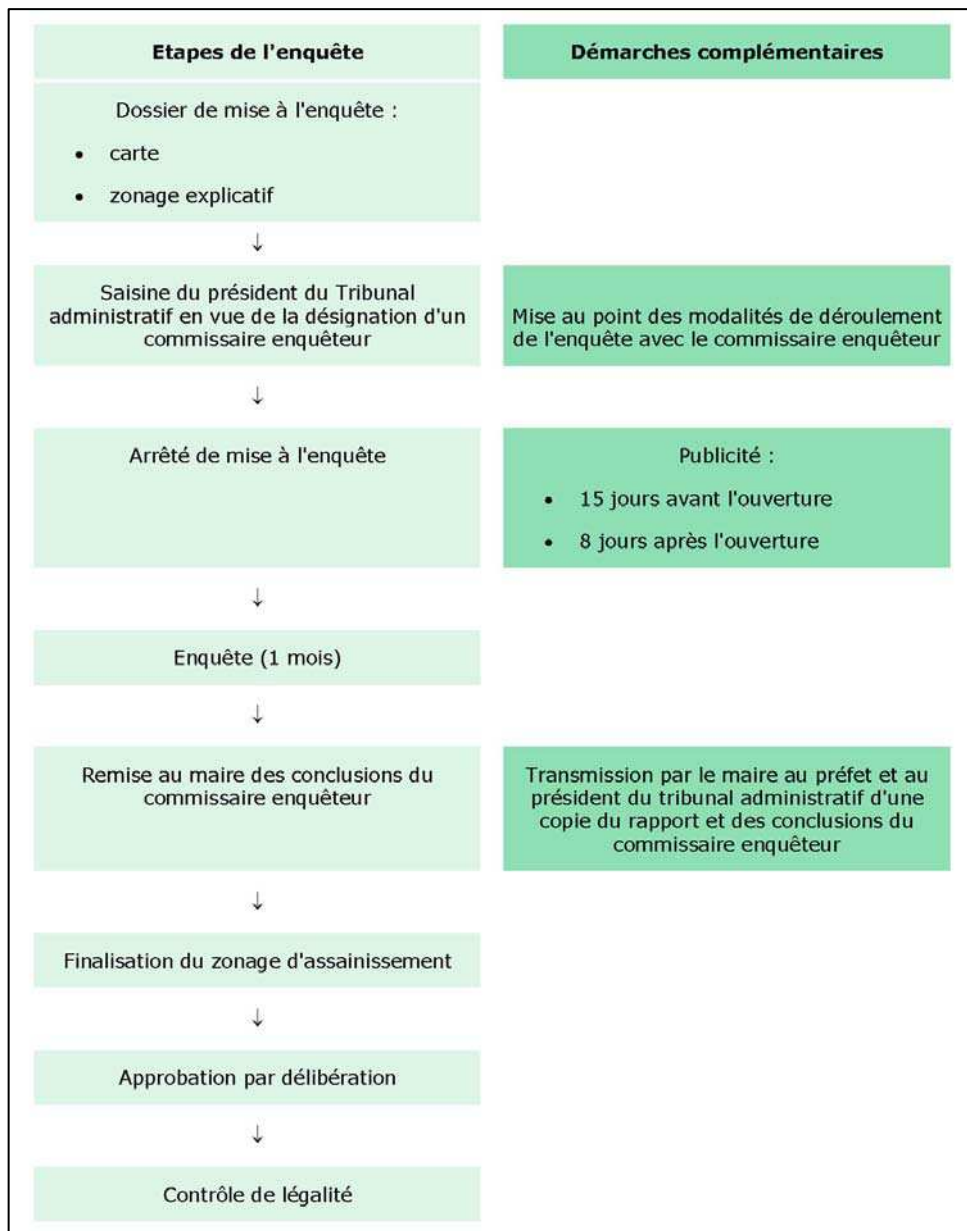 Etapes de l'enquête
Démarches complémentaires
Dossier de mise à l'enquête :
• carte
• zonage explicatif
↓
Saisine du président du Tribunal
administratif en vue de la désignation d'un
commissaire enquêteur
Mise au point des modalités de déroulement
de l'enquête avec le commissaire enquêteur
↓
Arrêté de mise à l'enquête
Publicité :
• 15 jours avant l'ouverture
• 8 jours après l'ouverture
↓
Enquête (1 mois)
↓
Remise au maire des conclusions du
commissaire enquêteur
Transmission par le maire au préfet et au
président du tribunal administratif d'une
copie du rapport et des conclusions du
commissaire enquêteur
↓
Finalisation du zonage d'assainissement
↓
Approbation par délibération
↓
Contrôle de légalité